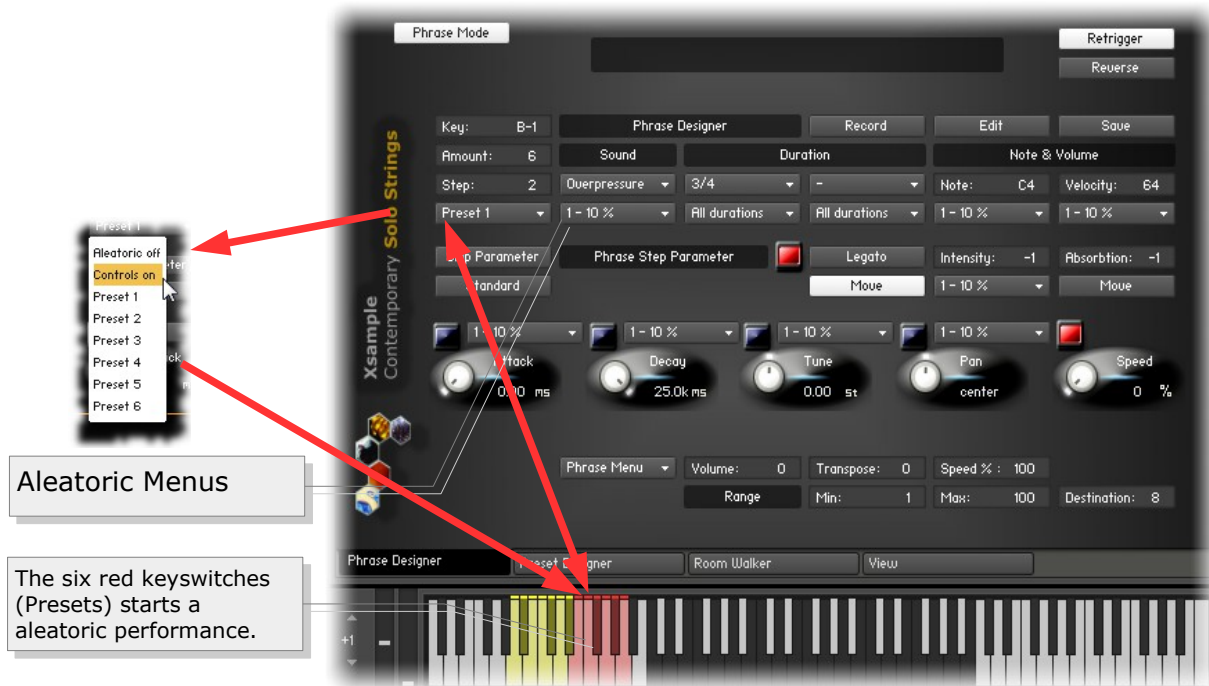 Phrase Mode
Retrigger
Reverse
Key: B-1
Phrase Designer
Record
Edit
Save
Amount: 6
Sound
Duration
Note & Volume
Step: 2
Overpressure
3/4
-
Note: C4
Velocity: 64
Preset 1
1 - 10 %
All durations
All durations
1 - 10 %
1 - 10 %
Step Parameter
Phrase Step Parameter
Legato
Intensity: -1
Absorbtion: -1
Standard
Move
1 - 10 %
Move
1 - 10 %
1 - 10 %
1 - 10 %
1 - 10 %
Attack
0.00 ms
Decay
25.0k ms
Tune
0.00 st
Pan
center
Speed
0 %
Xsample
Contemporary Solo Strings
Preset 1
Aleatoric off
Controls on
Preset 1
Preset 2
Preset 3
Preset 4
Preset 5
Preset 6
Aleatoric Menus
Phrase Menu
Volume: 0
Transpose: 0
Speed % : 100
Range
Min: 1
Max: 100
Destination: 8
Phrase Designer
Preset Designer
Room Walker
View
The six red keyswitches
(Presets) starts a
aleatoric performance.
+1